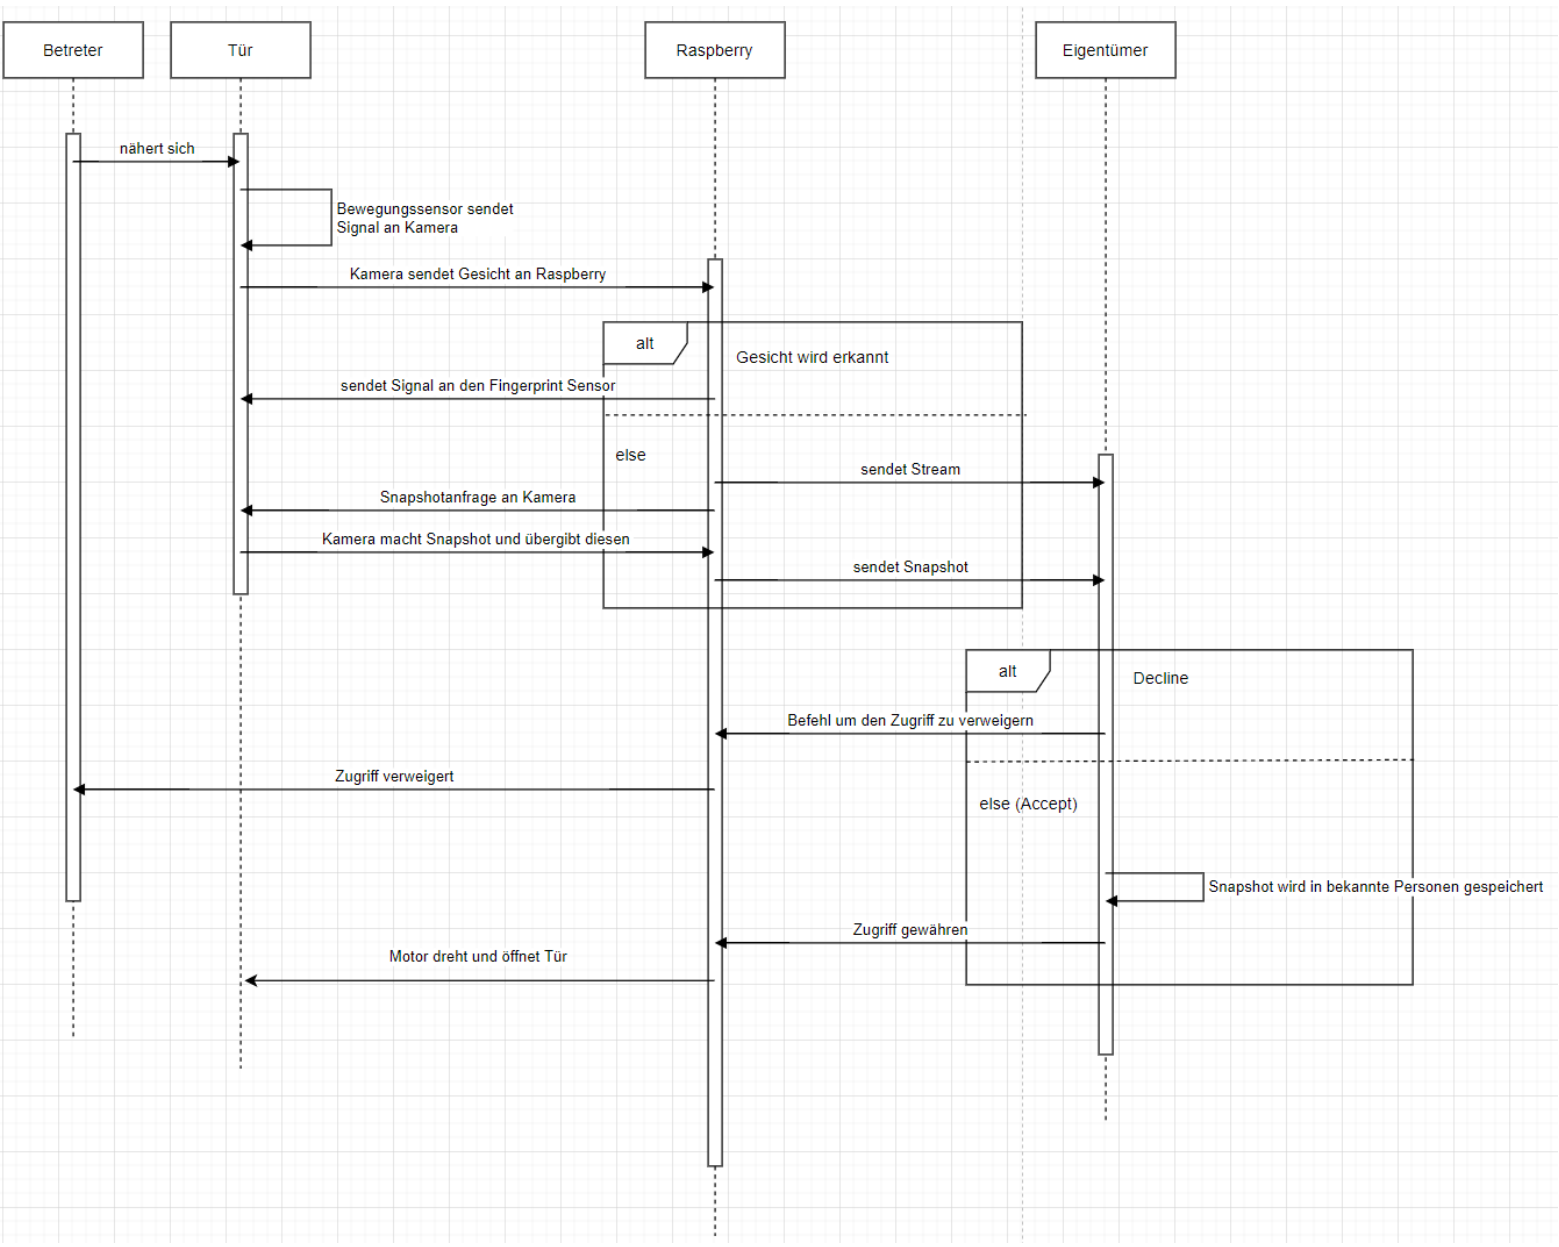 Betreter
Tür
Raspberry
Eigentümer
nähert sich
Bewegungssensor sendet
Signal an Kamera
Kamera sendet Gesicht an Raspberry
alt
Gesicht wird erkannt
sendet Signal an den Fingerprint Sensor
else
sendet Stream
Snapshotanfrage an Kamera
Kamera macht Snapshot und übergibt diesen
sendet Snapshot
alt
Decline
Befehl um den Zugriff zu verweigern
Zugriff verweigert
else (Accept)
Snapshot wird in bekannte Personen gespeichert
Zugriff gewähren
Motor dreht und öffnet Tür